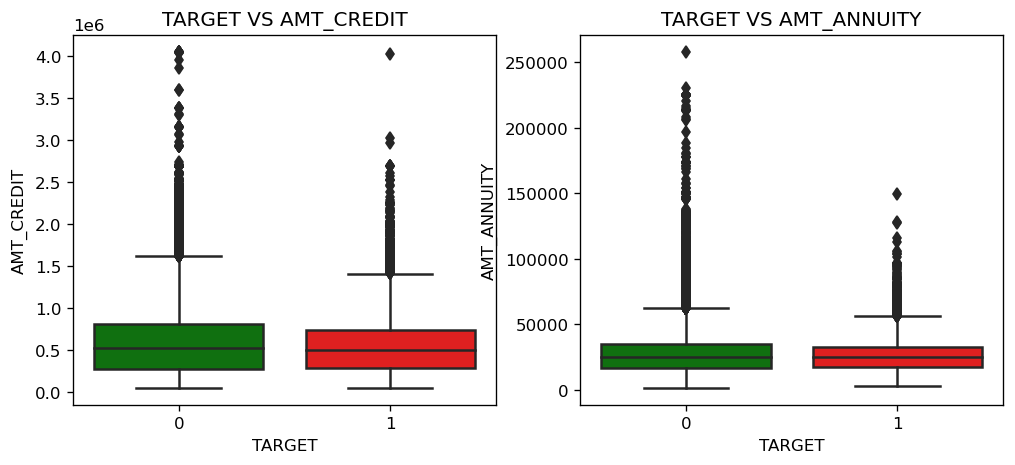 TARGET VS AMT_CREDIT
1e6
4.0
3.5
3.0
2.5
2.0
1.5
1.0
0.5
0.0
AMT_CREDIT
0 1
TARGET
TARGET VS AMT_ANNUITY
250000
200000
150000
100000
50000
0
AMT_ANNUITY
0 1
TARGET